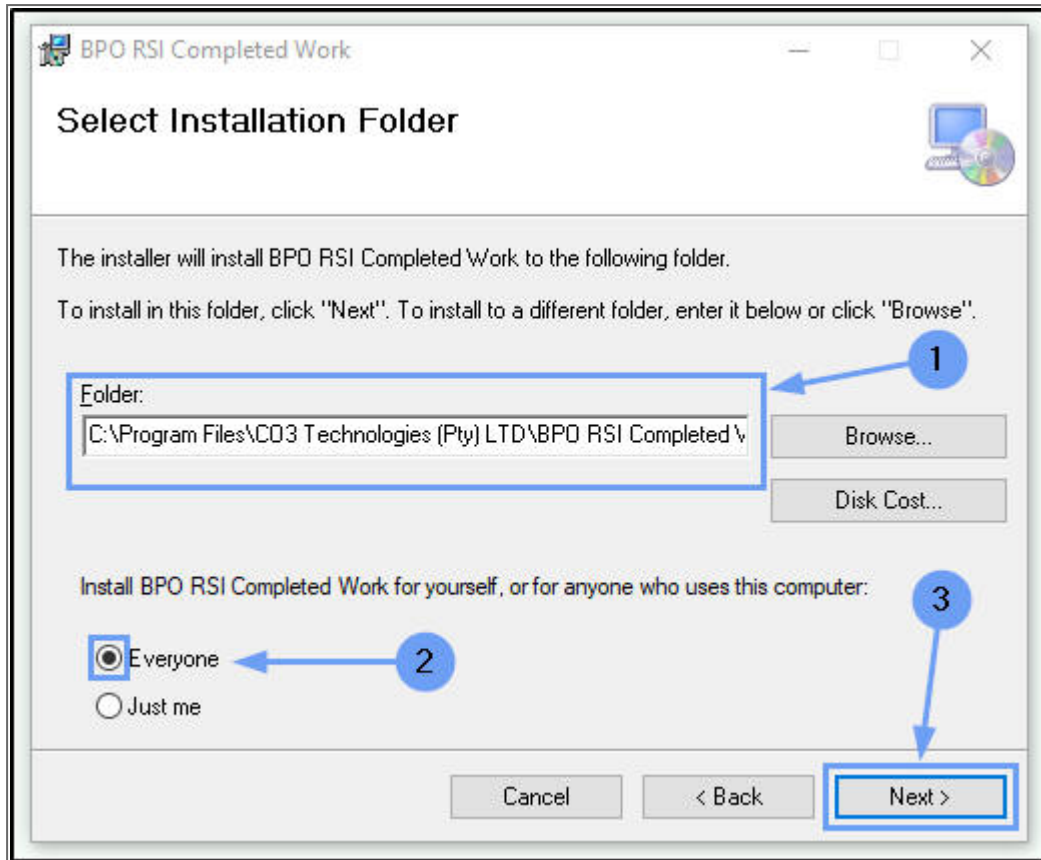 BPO RSI Completed Work
Select Installation Folder
The installer will install BPO RSI Completed Work to the following folder.
To install in this folder, click "Next". To install to a different folder, enter it below or click "Browse".
1
Folder:
C:\Program Files\CO3 Technologies (Pty) LTD\BPO RSI Completed
Browse...
Disk Cost...
Install BPO RSI Completed Work for yourself, or for anyone who uses this computer:
3
Everyone
2
Just me
Cancel
< Back
Next >